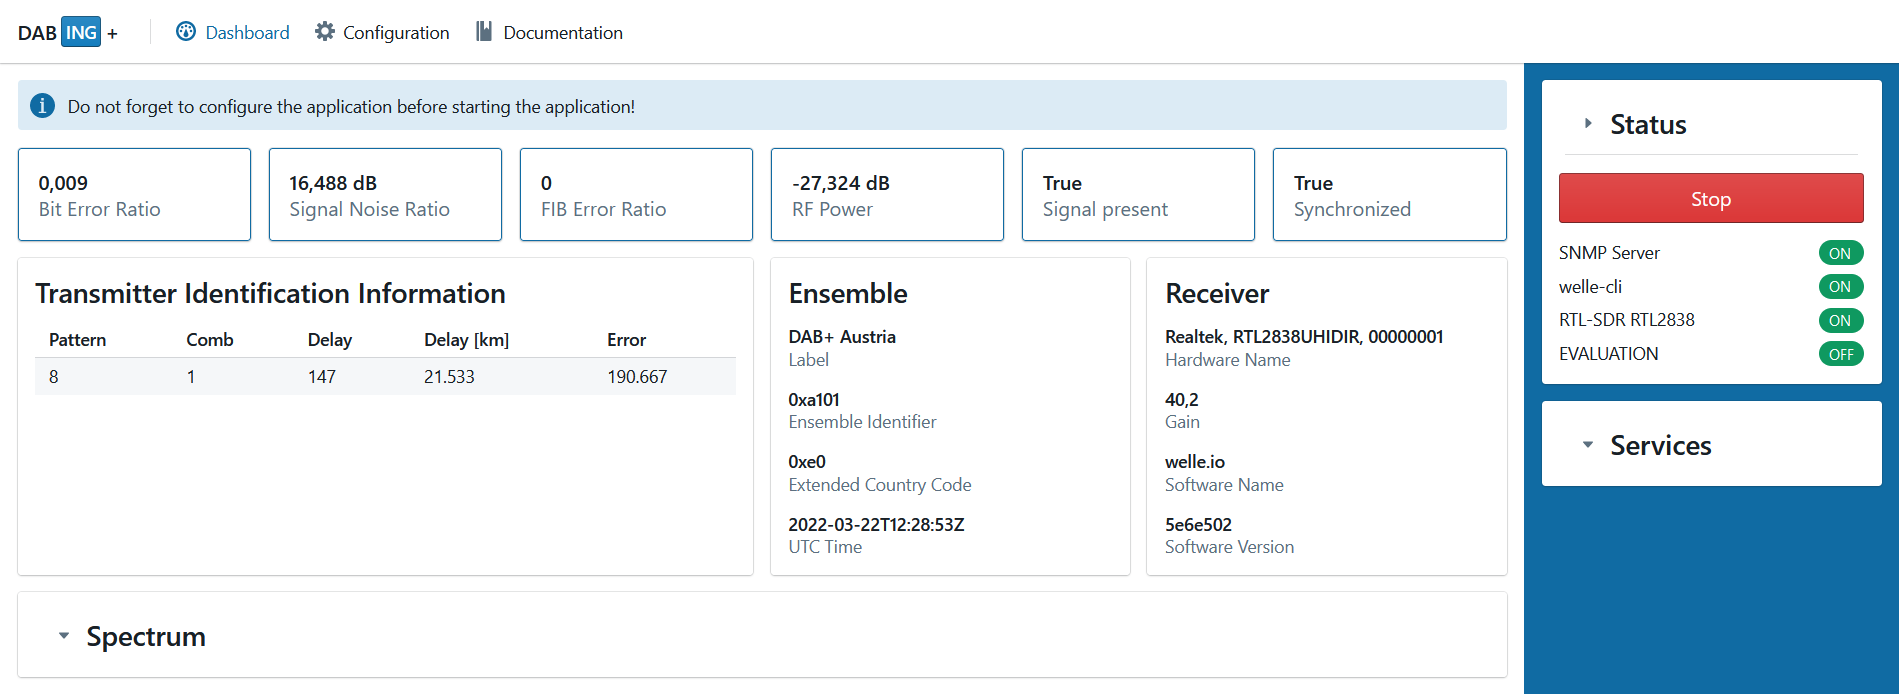 DAB ING + Dashboard Configuration Documentation
Do not forget to configure the application before starting the application!
0,009
Bit Error Ratio
16,488 dB
Signal Noise Ratio
0
FIB Error Ratio
-27,324 dB
RF Power
True
Signal present
True
Synchronized
Transmitter Identification Information
Pattern Comb Delay Delay [km] Error
8 1 147 21.533 190.667
Ensemble
DAB+ Austria
Label
0xa101
Ensemble Identifier
0xe0
Extended Country Code
2022-03-22T12:28:53Z
UTC Time
Receiver
Realtek, RTL2838UHIDIR, 00000001
Hardware Name
40,2
Gain
welle.io
Software Name
5e6e502
Software Version
Spectrum
Status
Stop
SNMP Server ON
welle-cli ON
RTL-SDR RTL2838 ON
EVALUATION OFF
Services